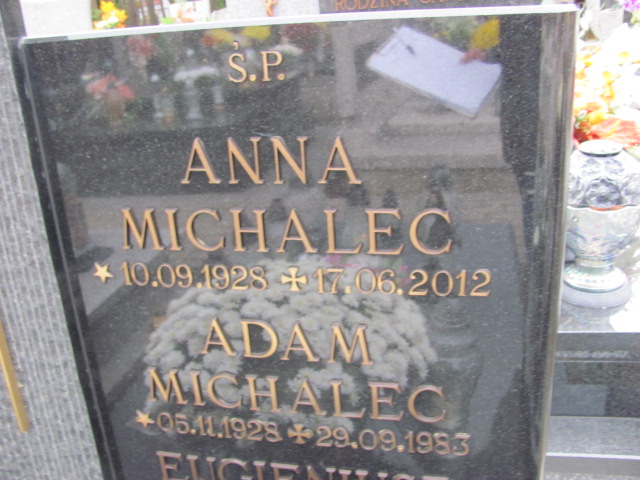 Ś.P.
ANNA
MICHALEC
10.09.1928 17.06.2012
ADAM
MICHALEC
05.11.1928 29.09.1983